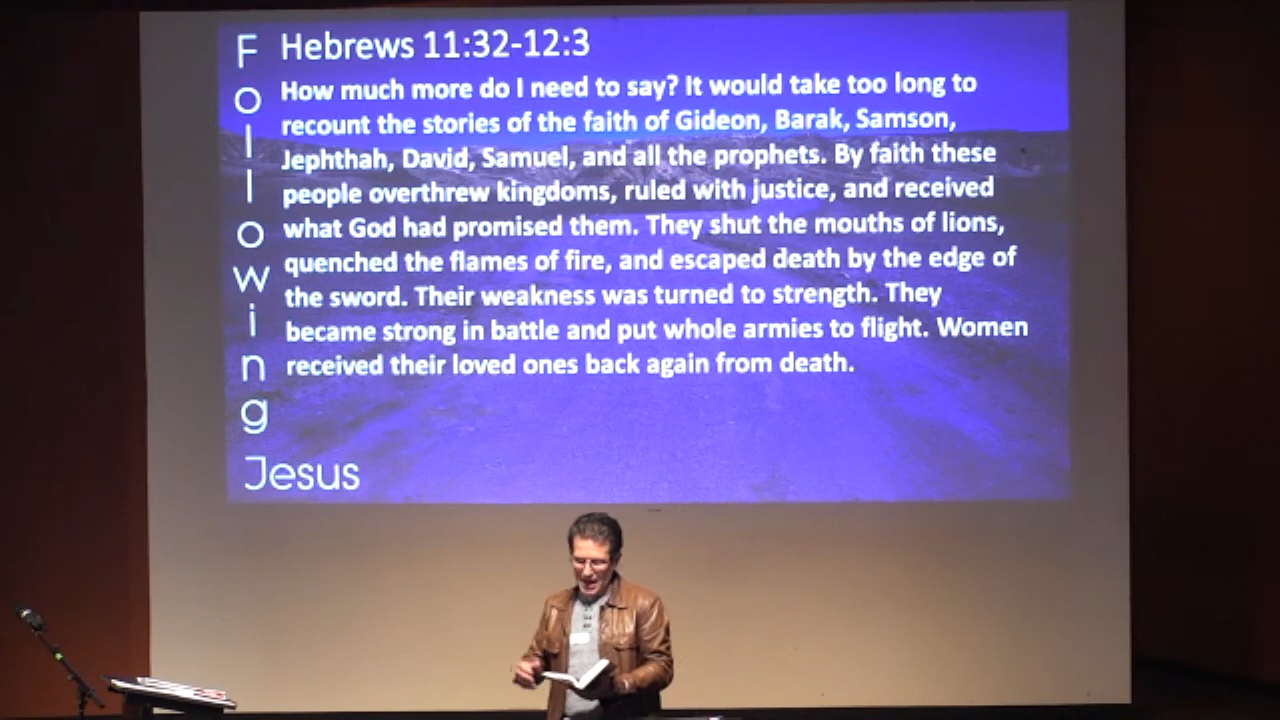 Following
Jesus
Hebrews 11:32-12:3
How much more do I need to say? It would take too long to
recount the stories of the faith of Gideon, Barak, Samson,
Jephthah, David, Samuel, and all the prophets. By faith these
people overthrew kingdoms, ruled with justice, and received
what God had promised them. They shut the mouths of lions,
quenched the flames of fire, and escaped death by the edge of
the sword. Their weakness was turned to strength. They
became strong in battle and put whole armies to flight. Women
received their loved ones back again from death.